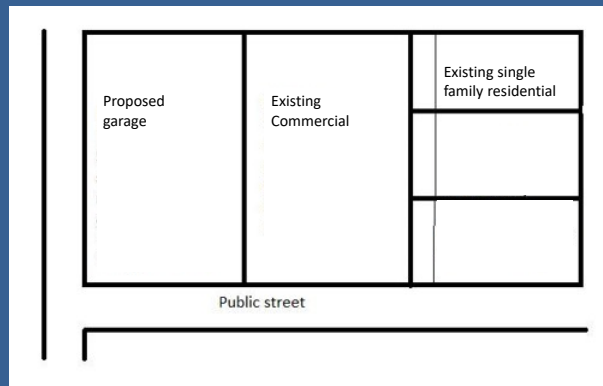 Proposed
garage
Existing
Commercial
Existing single
family residential
Public street